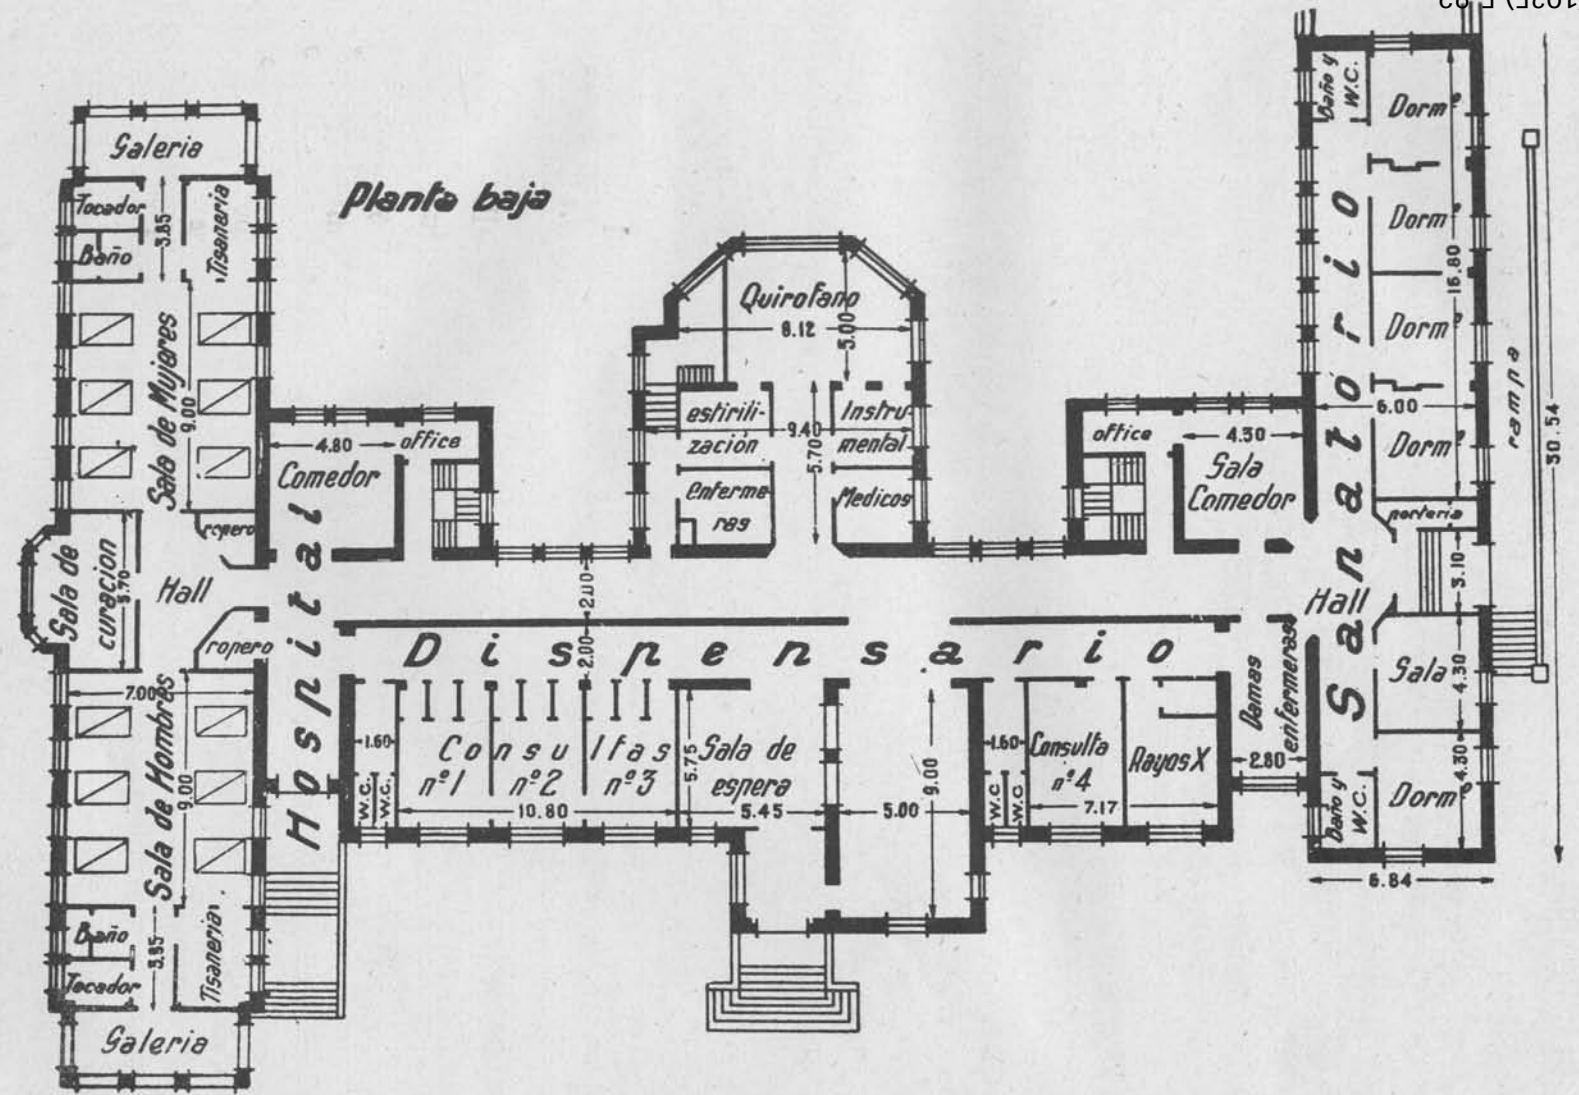 Planta baja
Galeria
Tocador
Baño
3.85
Tisaneria
Sala de Mujeres
9.00
ropero
Sala de
curacion
5.70
Hall
ropero
7.00
Sala de Hombres
9.00
Baño
Tocador
3.85
Tisaneria
Galeria
Hospital
4.80
office
Comedor
Quirofano
8.12
5.00
estirili-
zación
9.40
Instru-
mental
5.70
enferme-
ras
Medicos
2.00
2.00
Dispensario
1.60
W.C.
W.C.
Consultas
nº1
nº2
nº3
10.80
5.75
Sala de
espera
5.45
5.00
9.00
1.60
W.C.
W.C.
Consulta
nº4
7.17
Rayos X
Damas
enfermeras
2.80
office
4.30
Sala
Comedor
Sanatorio
Baño y
W.C.
Dormº
Dormº
Dormº
Dormº
16.80
6.00
porteria
3.10
Hall
Sala
4.30
4.30
Baño y
W.C.
Dormº
6.84
rampa
30.54